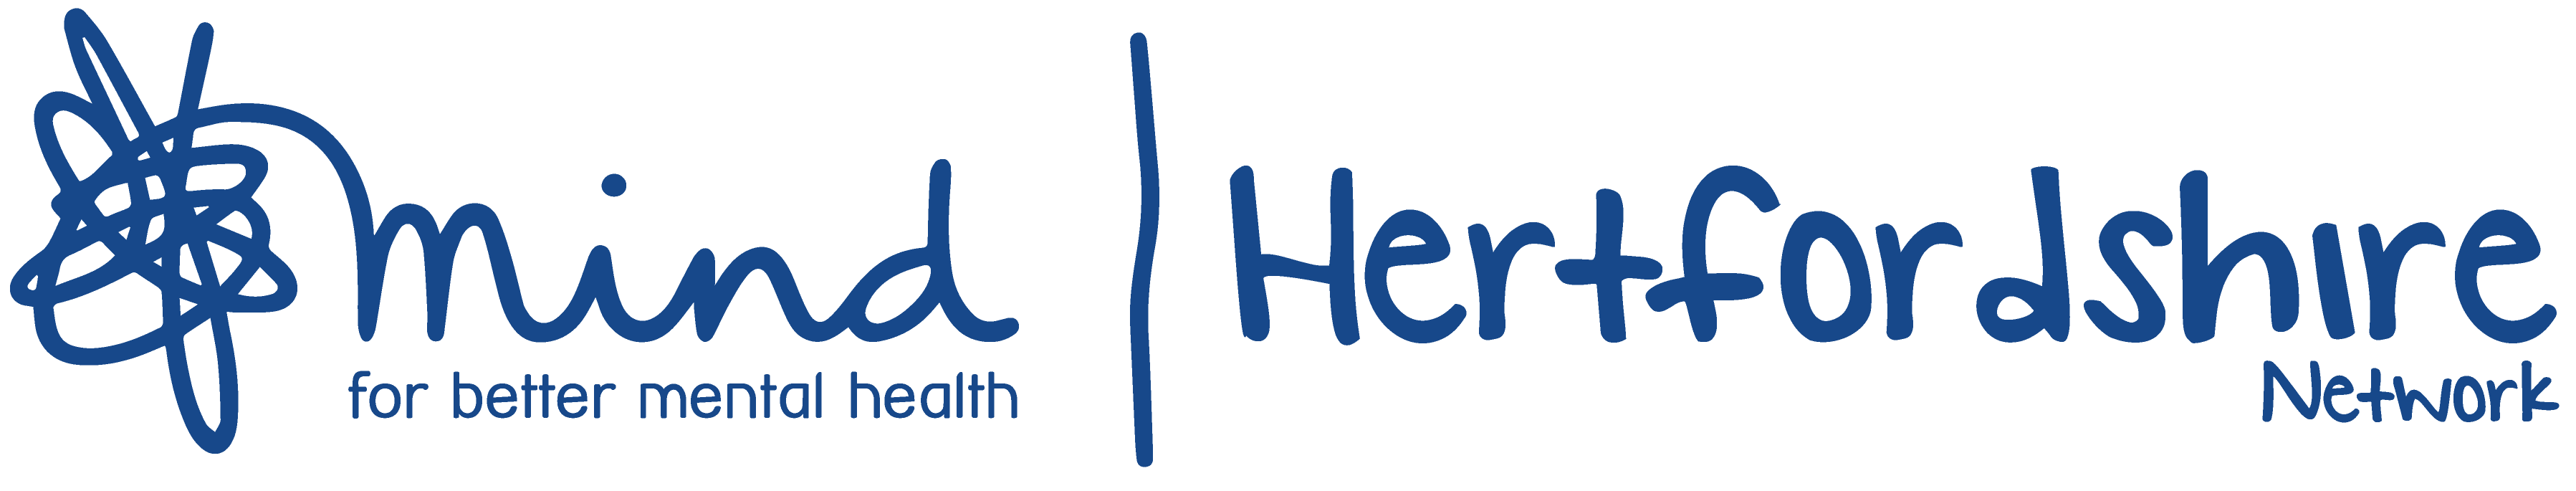 mind
for better mental health
Hertfordshire
Network